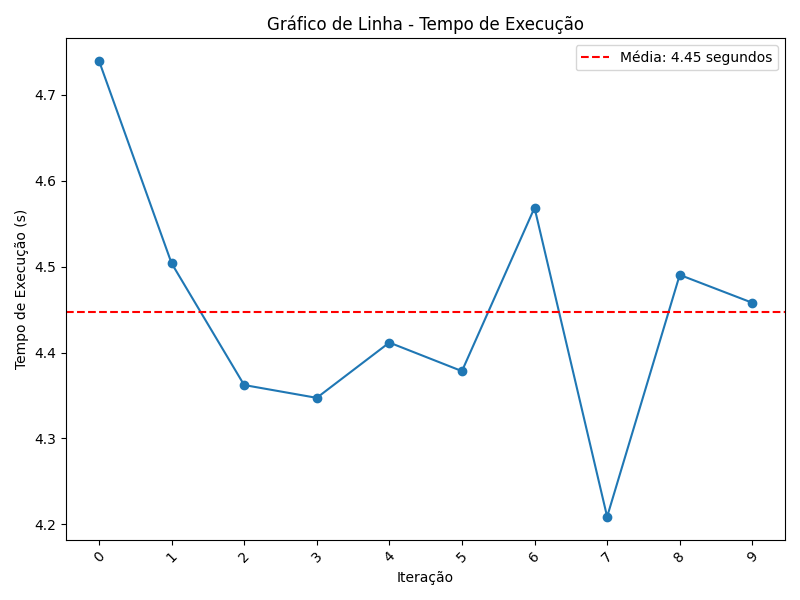 Gráfico de Linha - Tempo de Execução
Média: 4.45 segundos
Tempo de Execução (s)
4.7
4.6
4.5
4.4
4.3
4.2
0 1 2 3 4 5 6 7 8 9
Iteração